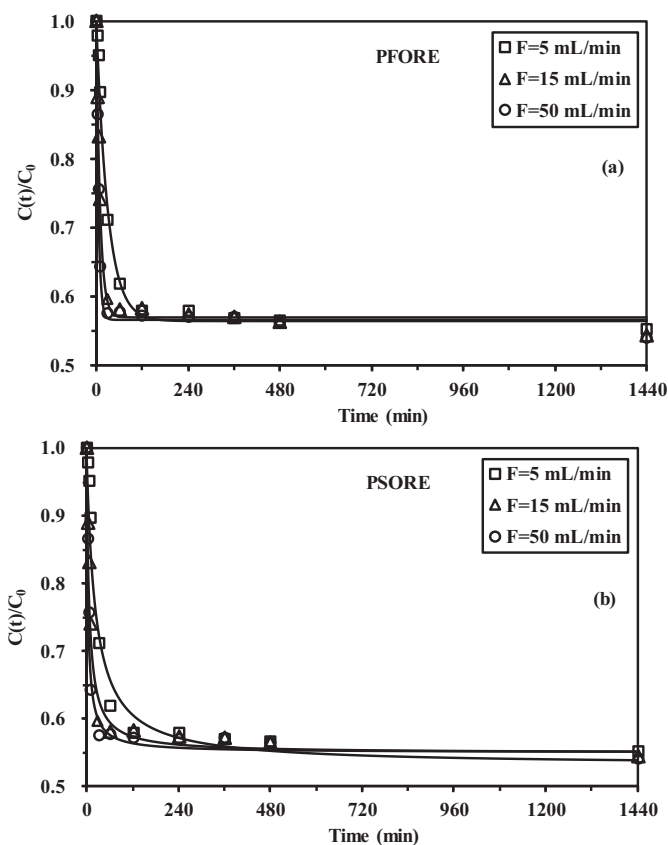 PFORE
F=5 mL/min
F=15 mL/min
F=50 mL/min
(a)
C(t)/C₀
1.0
0.9
0.8
0.7
0.6
0.5
0 240 480 720 960 1200 1440
Time (min)
PSORE
F=5 mL/min
F=15 mL/min
F=50 mL/min
(b)
C(t)/C₀
1.0
0.9
0.8
0.7
0.6
0.5
0 240 480 720 960 1200 1440
Time (min)